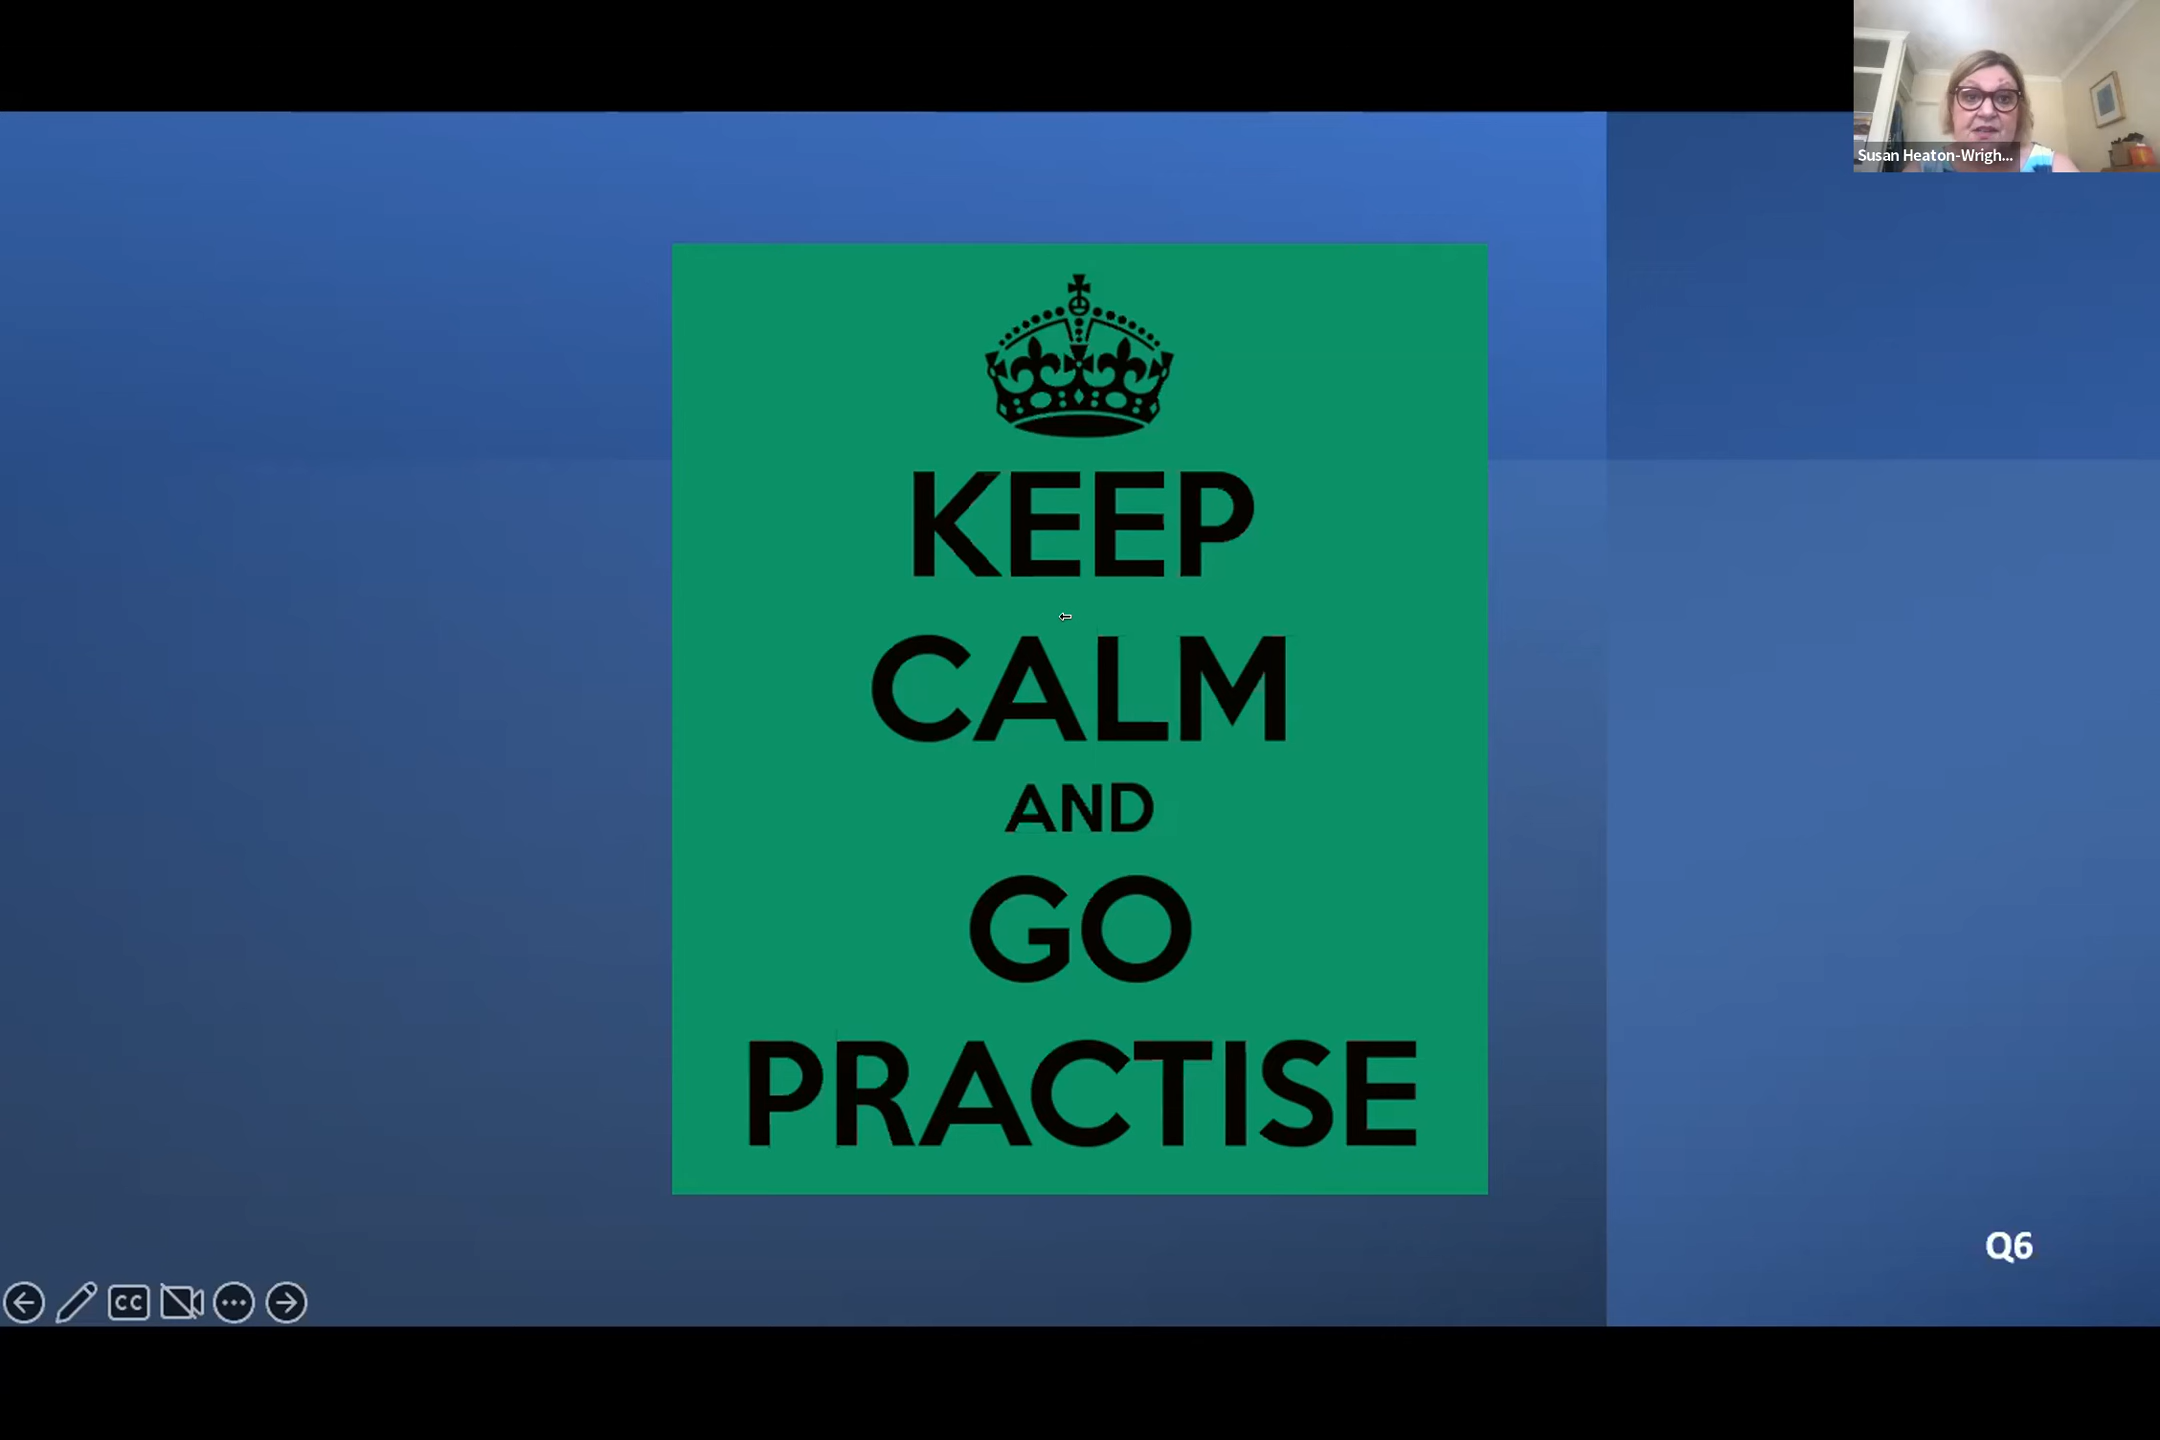 Susan Heaton-Wrigh...
KEEP
CALM
AND
GO
PRACTISE
Q6
CC